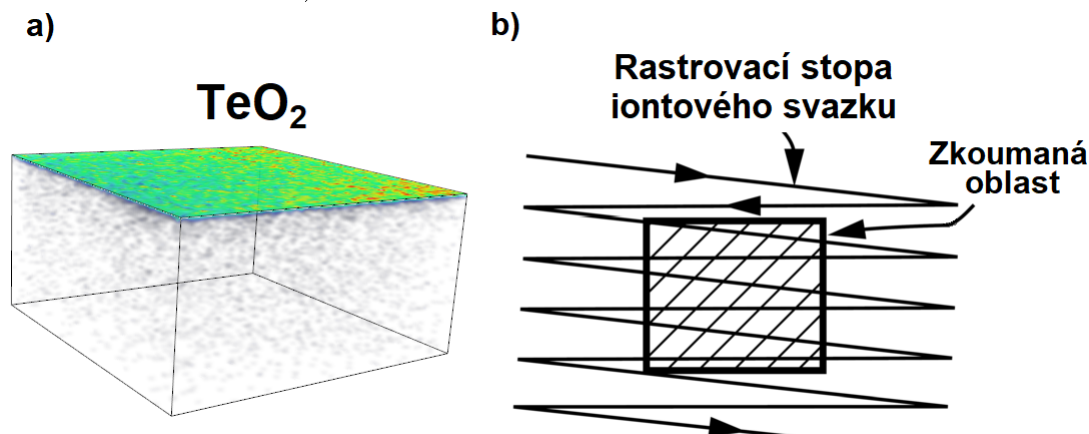 a)
TeO₂
b)
Rastrovací stopa
iontového svazku
Zkoumaná
oblast